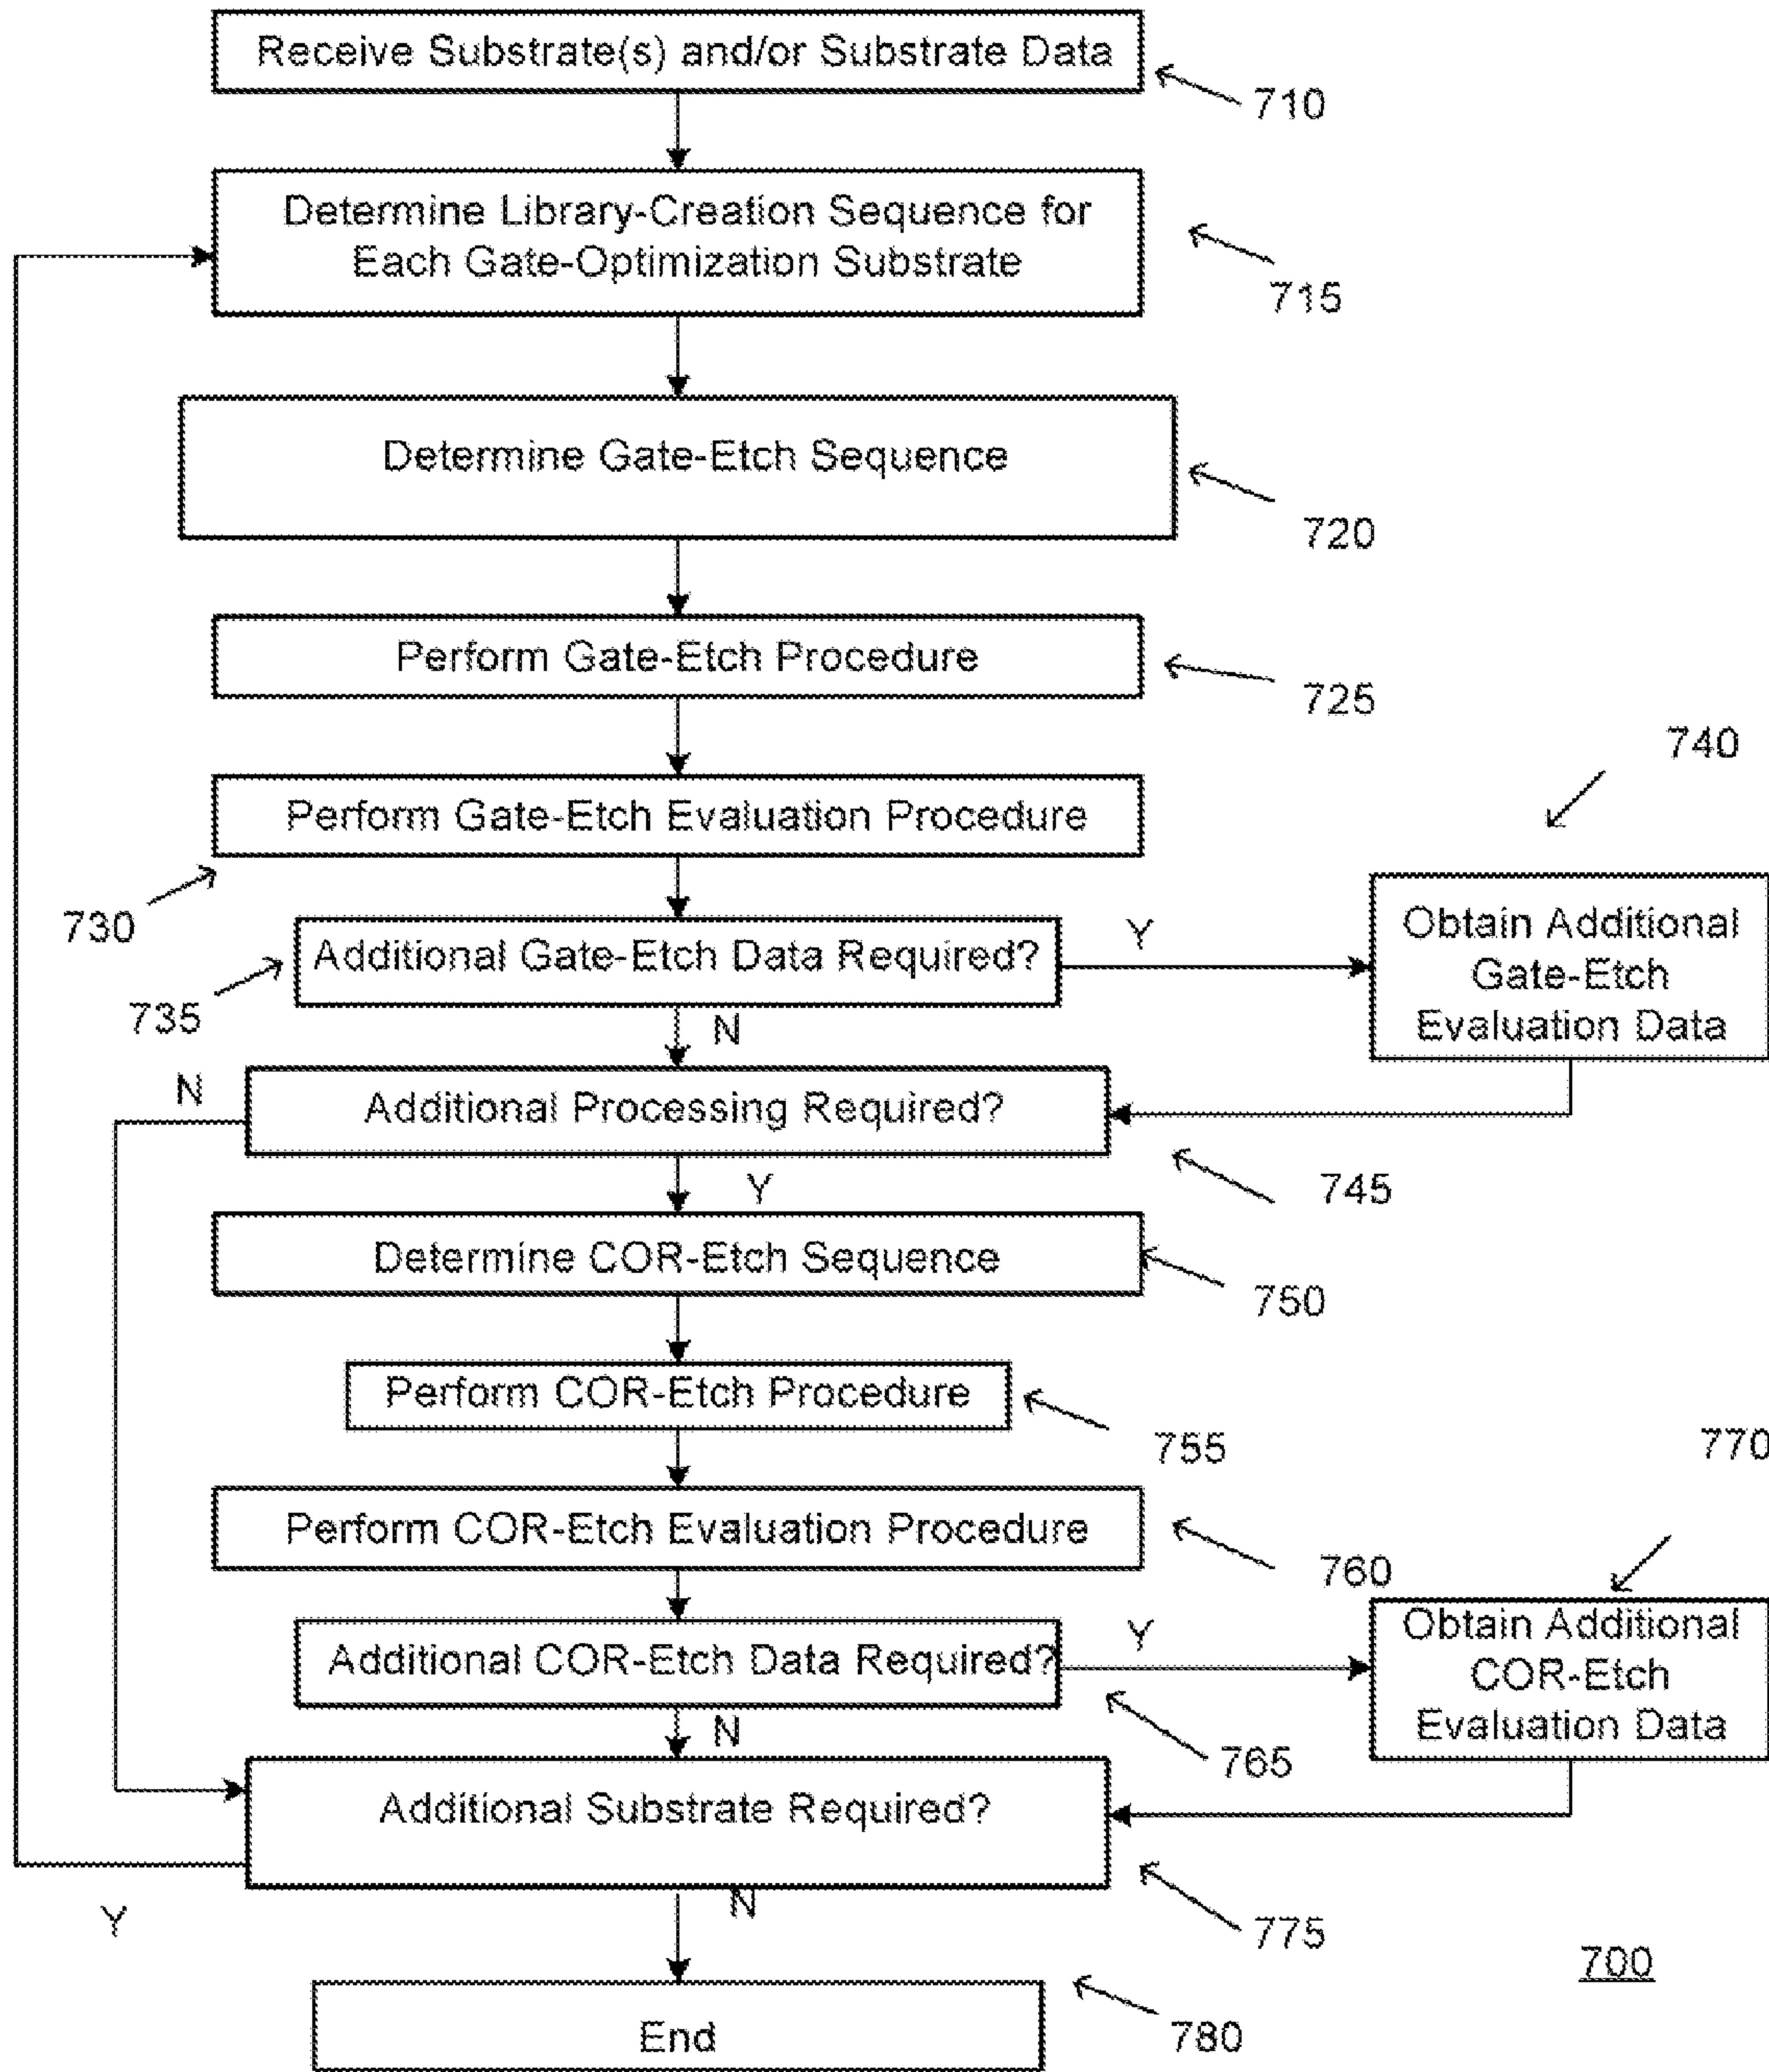 Receive Substrate(s) and/or Substrate Data
710
Determine Library-Creation Sequence for
Each Gate-Optimization Substrate
715
Determine Gate-Etch Sequence
720
Perform Gate-Etch Procedure
725
740
Perform Gate-Etch Evaluation Procedure
730
Additional Gate-Etch Data Required?
Y
Obtain Additional
Gate-Etch
Evaluation Data
735
N
N
Additional Processing Required?
745
Y
Determine COR-Etch Sequence
750
Perform COR-Etch Procedure
755
770
Perform COR-Etch Evaluation Procedure
760
Additional COR-Etch Data Required?
Y
Obtain Additional
COR-Etch
Evaluation Data
765
N
Additional Substrate Required?
775
Y
N
700
End
780